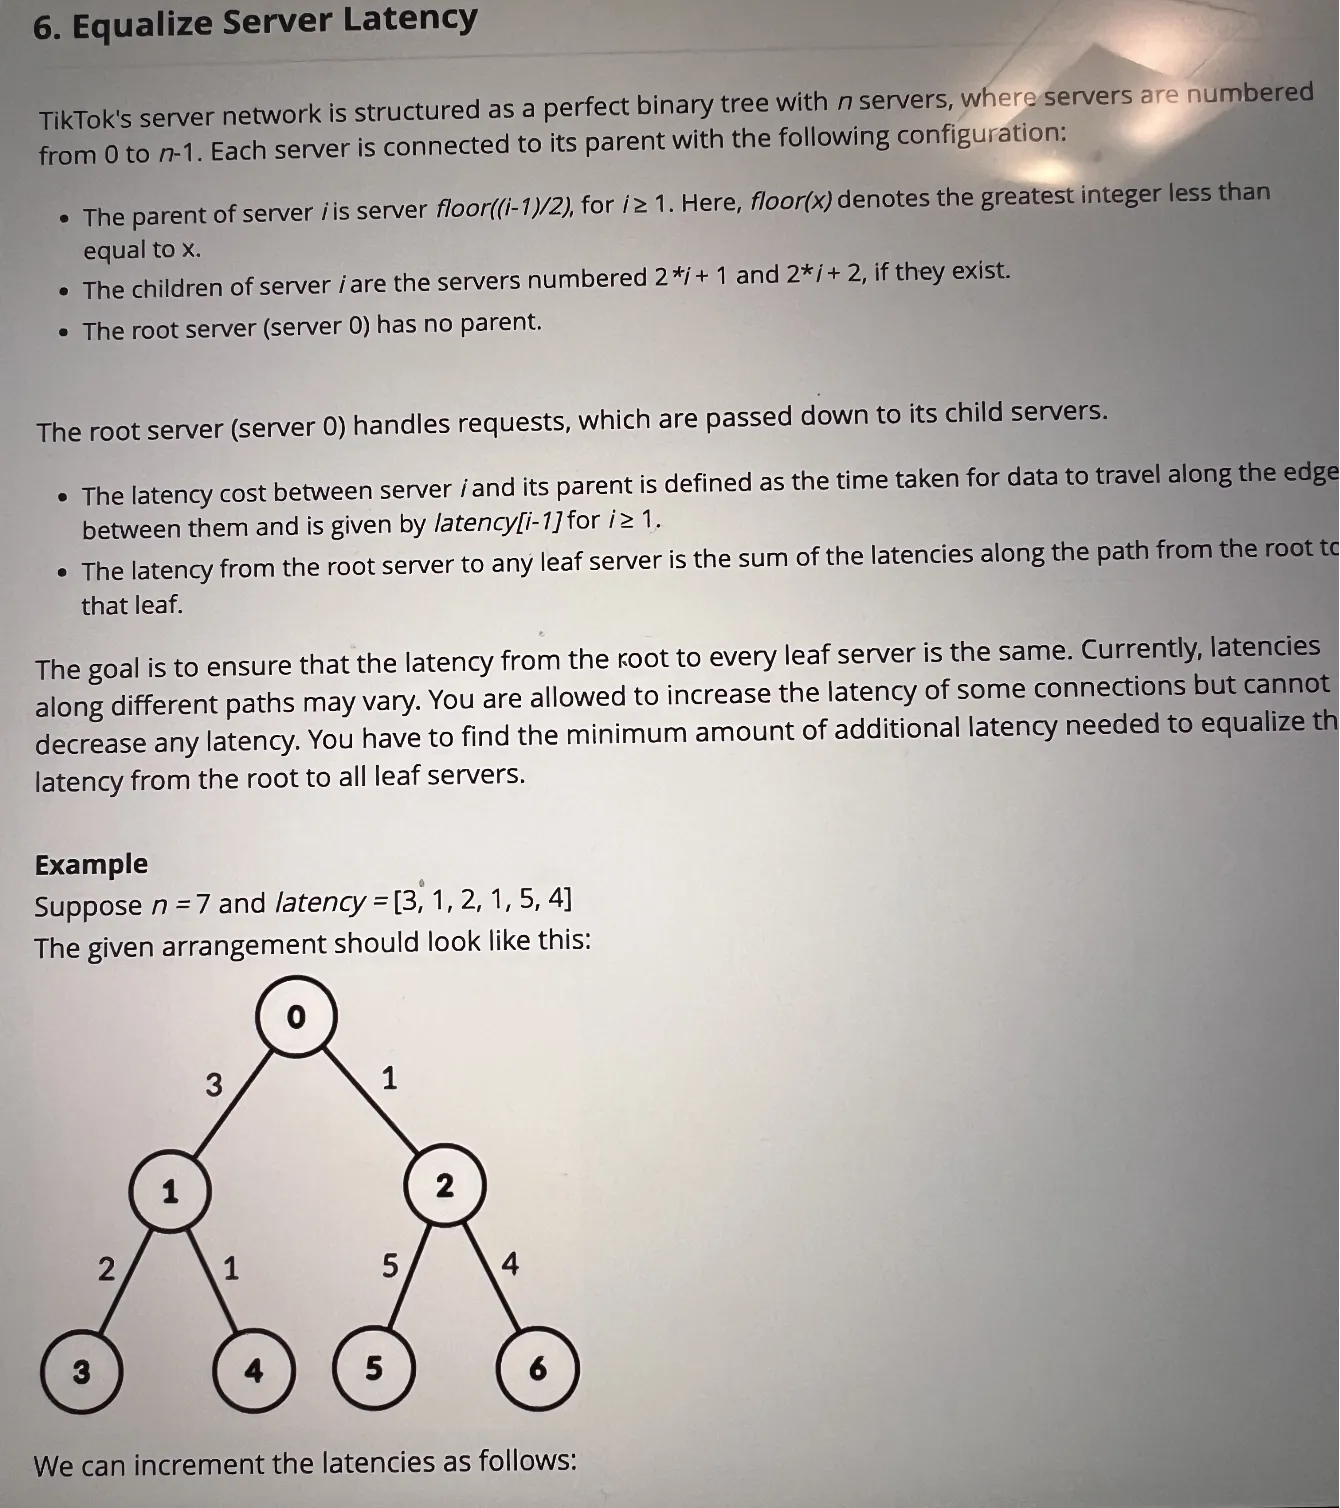 6. Equalize Server Latency
TikTok's server network is structured as a perfect binary tree with n servers, where servers are numbered
from 0 to n-1. Each server is connected to its parent with the following configuration:
• The parent of server i is server floor((i-1)/2), for i ≥ 1. Here, floor(x) denotes the greatest integer less than
equal to x.
• The children of server i are the servers numbered 2*i + 1 and 2*i + 2, if they exist.
• The root server (server 0) has no parent.
The root server (server 0) handles requests, which are passed down to its child servers.
• The latency cost between server i and its parent is defined as the time taken for data to travel along the edge
between them and is given by latency[i-1] for i ≥ 1.
• The latency from the root server to any leaf server is the sum of the latencies along the path from the root to
that leaf.
The goal is to ensure that the latency from the root to every leaf server is the same. Currently, latencies
along different paths may vary. You are allowed to increase the latency of some connections but cannot
decrease any latency. You have to find the minimum amount of additional latency needed to equalize th
latency from the root to all leaf servers.
Example
Suppose n = 7 and latency = [3, 1, 2, 1, 5, 4]
The given arrangement should look like this:
0
3 1
1 2
2 1 5 4
3 4 5 6
We can increment the latencies as follows: